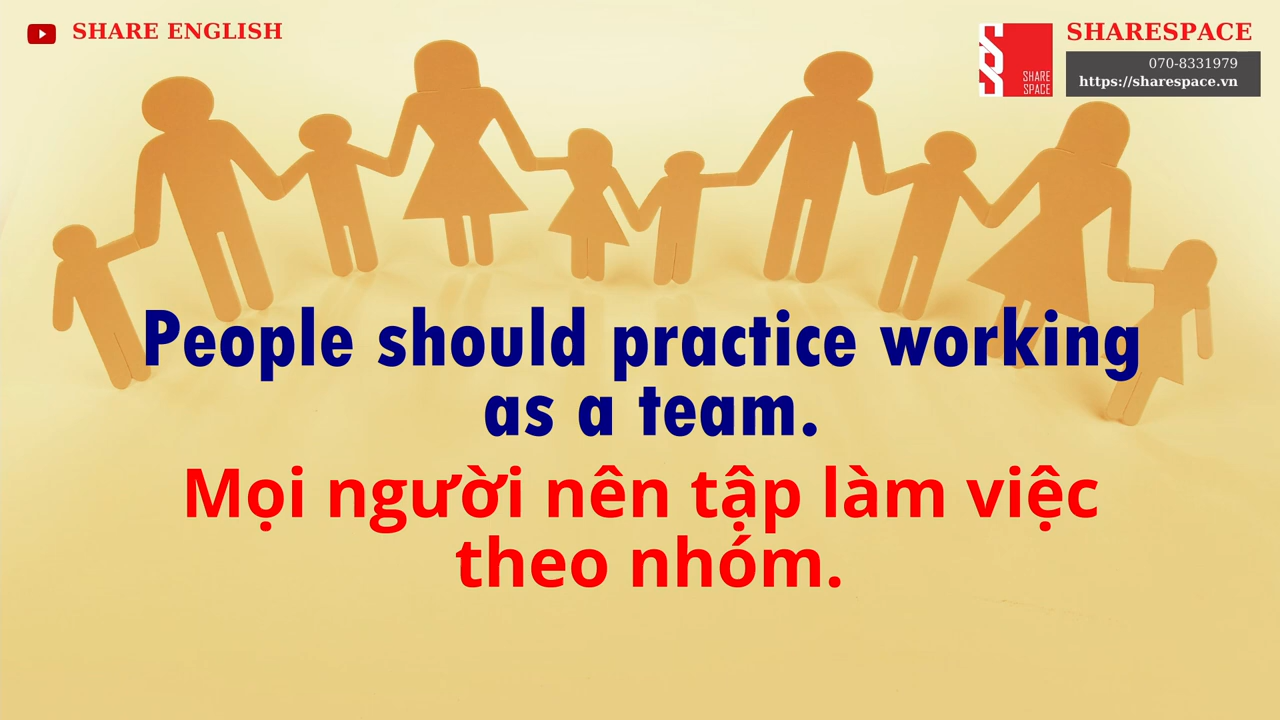 SHARE ENGLISH
SHARESPACE
SHARE
SPACE
070-8331979
https://sharespace.vn
People should practice working
as a team.
Mọi người nên tập làm việc
theo nhóm.